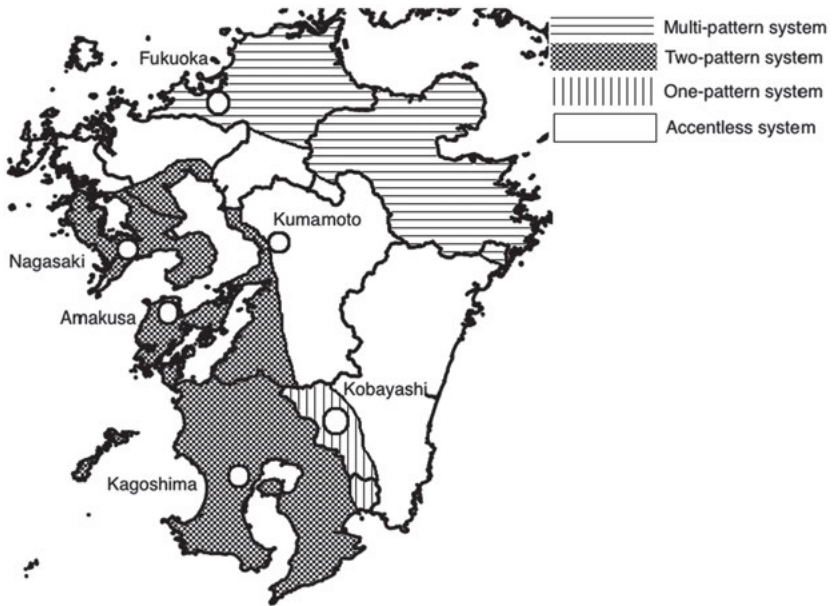 Fukuoka
Multi-pattern system
Two-pattern system
One-pattern system
Accentless system
Kumamoto
Nagasaki
Amakusa
Kobayashi
Kagoshima